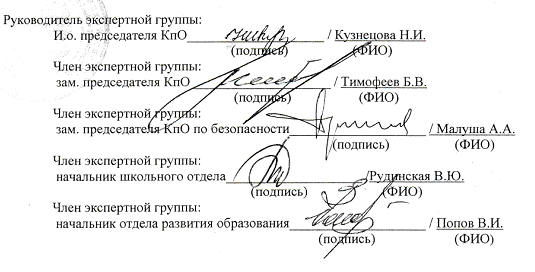 Руководитель экспертной группы:
И.о. председателя КпО / Кузнецова Н.И.
(подпись) (ФИО)
Член экспертной группы:
зам. председателя КпО / Тимофеев Б.В.
(подпись) (ФИО)
Член экспертной группы:
зам. председателя КпО по безопасности / Малуша А.А.
(подпись) (ФИО)
Член экспертной группы:
начальник школьного отдела /Рудинская В.Ю.
(подпись) (ФИО)
Член экспертной группы:
начальник отдела развития образования / Попов В.И.
(подпись) (ФИО)